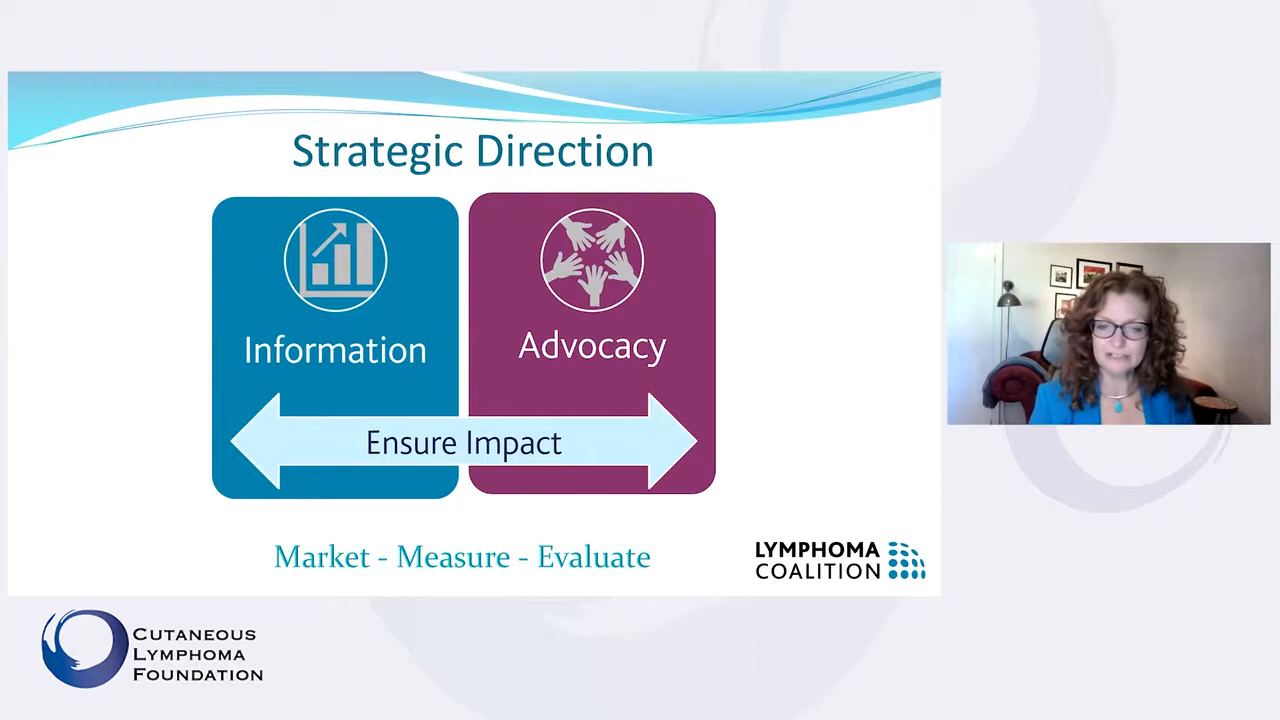 Strategic Direction
Information
Advocacy
Ensure Impact
Market - Measure - Evaluate
LYMPHOMA
COALITION
CUTANEOUS
LYMPHOMA
FOUNDATION